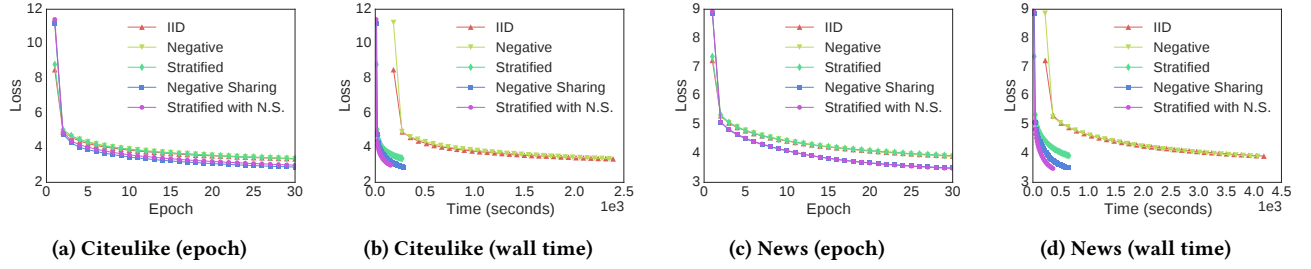 12
10
8
6
4
2
Loss
IID
Negative
Stratified
Negative Sharing
Stratified with N.S.
0 5 10 15 20 25 30
Epoch
(a) Citeulike (epoch)
12
10
8
6
4
2
Loss
IID
Negative
Stratified
Negative Sharing
Stratified with N.S.
0 0.5 1.0 1.5 2.0 2.5
1e3
Time (seconds)
(b) Citeulike (wall time)
9
8
7
6
5
4
3
Loss
IID
Negative
Stratified
Negative Sharing
Stratified with N.S.
0 5 10 15 20 25 30
Epoch
(c) News (epoch)
9
8
7
6
5
4
3
Loss
IID
Negative
Stratified
Negative Sharing
Stratified with N.S.
0.0 0.5 1.0 1.5 2.0 2.5 3.0 3.5 4.0 4.5
1e3
Time (seconds)
(d) News (wall time)